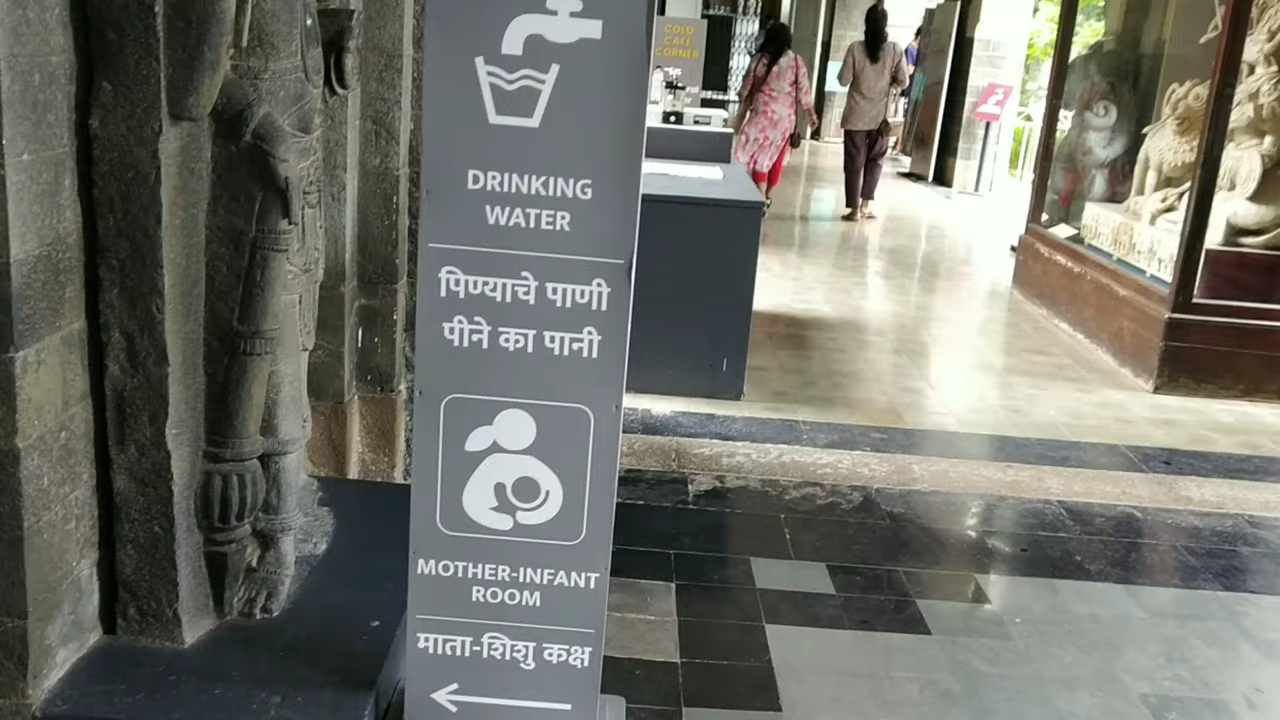 DRINKING
WATER
पिण्याचे पाणी
पीने का पानी
MOTHER-INFANT
ROOM
माता-शिशु कक्ष
COLD
CAFE
CORNER